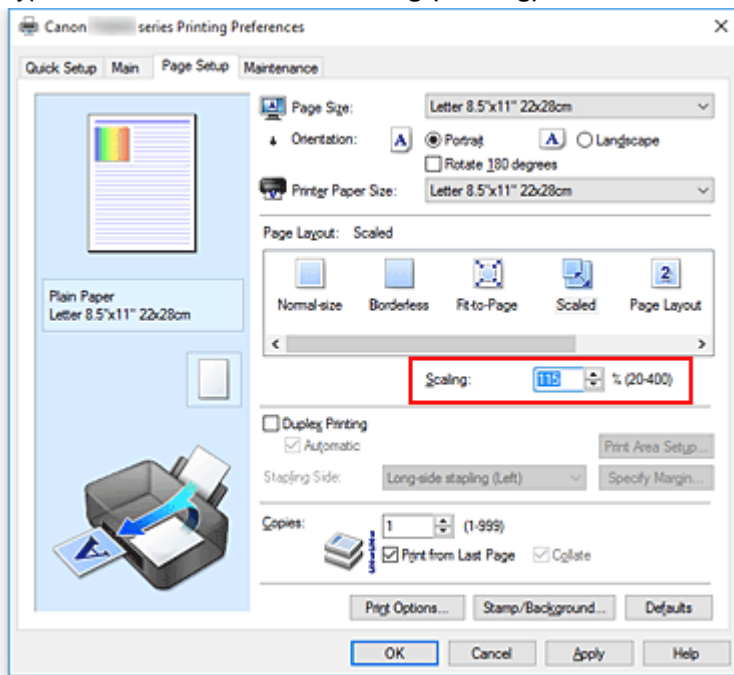 Canon series Printing Preferences
Quick Setup Main Page Setup Maintenance
Page Size: Letter 8.5"x11" 22x28cm
Orientation: A Portrait A Landscape
Rotate 180 degrees
Printer Paper Size: Letter 8.5"x11" 22x28cm
Page Layout: Scaled
Normal-size Borderless Fit-to-Page Scaled Page Layout
Plain Paper
Letter 8.5"x11" 22x28cm
Scaling: 115 % (20-400)
Duplex Printing
Automatic Print Area Setup...
Stapling Side: Long-side stapling (Left) Specify Margin...
Copies: 1 (1-999)
Print from Last Page Collate
Print Options... Stamp/Background... Defaults
OK Cancel Apply Help